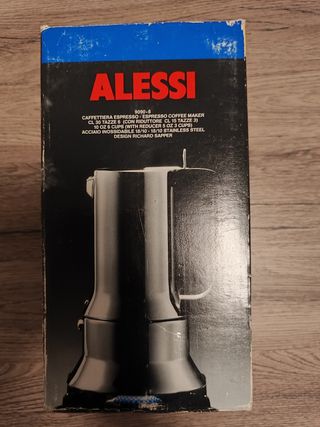 ALESSI
9090-6
CAFFETTIERA ESPRESSO - ESPRESSO COFFEE MAKER
CL 30 TAZZE 6 (CON RIDUTTORE CL 15 TAZZE 3)
10 OZ 6 CUPS (WITH REDUCER 5 OZ 3 CUPS)
ACCIAIO INOSSIDABILE 18/10 - 18/10 STAINLESS STEEL
DESIGN RICHARD SAPPER